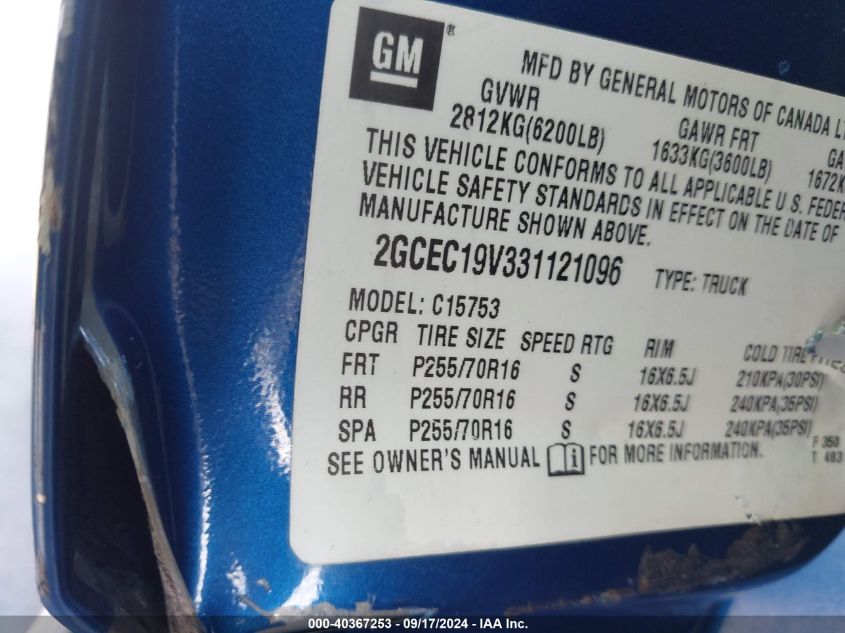 GM®
MFD BY GENERAL MOTORS OF CANADA
GVWR GAWR FRT
2812KG(6200LB) 1633KG(3600LB) 1672K
THIS VEHICLE CONFORMS TO ALL APPLICABLE U.S. FEDER
VEHICLE SAFETY STANDARDS IN EFFECT ON THE DATE OF
MANUFACTURE SHOWN ABOVE.
2GCEC19V331121096 TYPE: TRUCK
MODEL: C15753
CPGR TIRE SIZE SPEED RTG RIM COLD TIRE
FRT P255/70R16 S 16X6.5J 210KPA(30PSI)
RR P255/70R16 S 16X6.5J 240KPA(35PSI)
SPA P255/70R16 S 16X6.5J 240KPA(35PSI)
F 350
SEE OWNER'S MANUAL i FOR MORE INFORMATION. T 483
000-40367253 - 09/17/2024 - IAAI.com